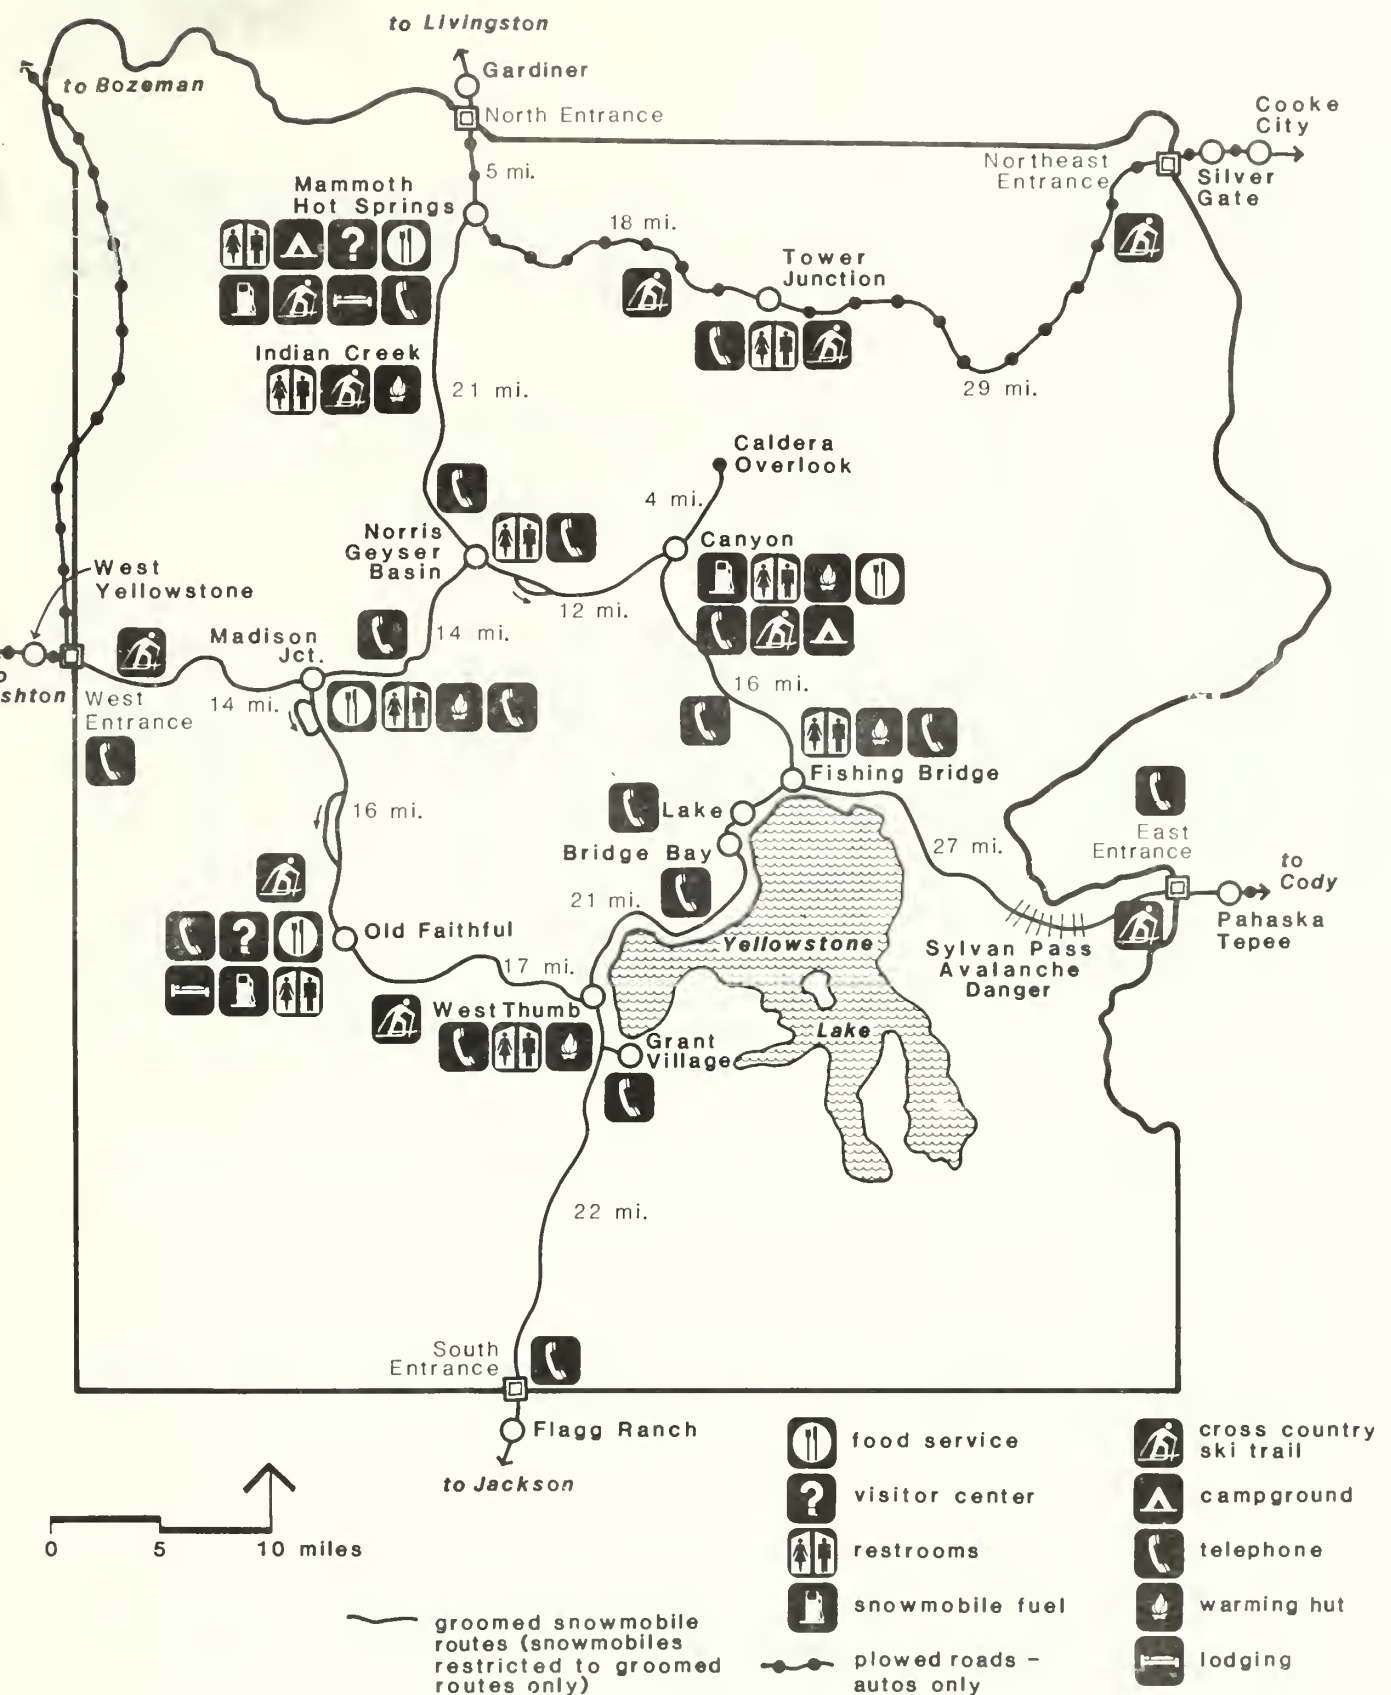 to Livingston
Gardiner
to Bozeman
North Entrance
Cooke
City
Northeast
Entrance
Silver
Gate
5 mi.
Mammoth
Hot Springs
18 mi.
Tower
Junction
?
Indian Creek
21 mi.
29 mi.
Caldera
Overlook
4 mi.
Norris
Geyser
Basin
Canyon
12 mi.
West
Yellowstone
Madison
Jct.
14 mi.
16 mi.
14 mi.
West
Entrance
shton
Fishing Bridge
16 mi.
Lake
Bridge Bay
27 mi.
East
Entrance
to
Cody
Pahaska
Tepee
21 mi.
Old Faithful
?
17 mi.
Yellowstone
Lake
Sylvan Pass
Avalanche
Danger
West Thumb
Grant
Village
22 mi.
South
Entrance
Flagg Ranch
to Jackson
0 5 10 miles
groomed snowmobile
routes (snowmobiles
restricted to groomed
routes only)
food service
? visitor center
restrooms
snowmobile fuel
plowed roads -
autos only
cross country
ski trail
campground
telephone
warming hut
lodging